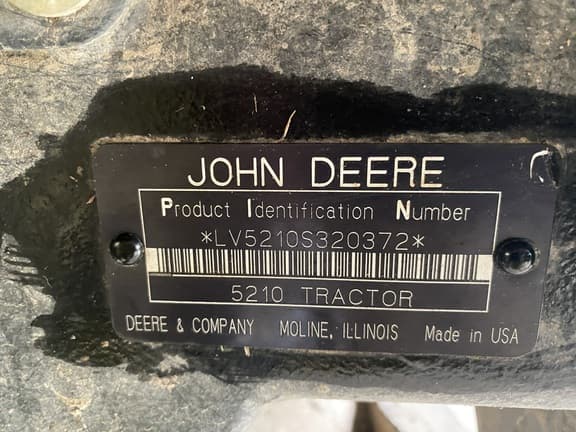 JOHN DEERE
Product Identification Number
*LV5210S320372*
5210 TRACTOR
DEERE & COMPANY MOLINE, ILLINOIS Made in USA